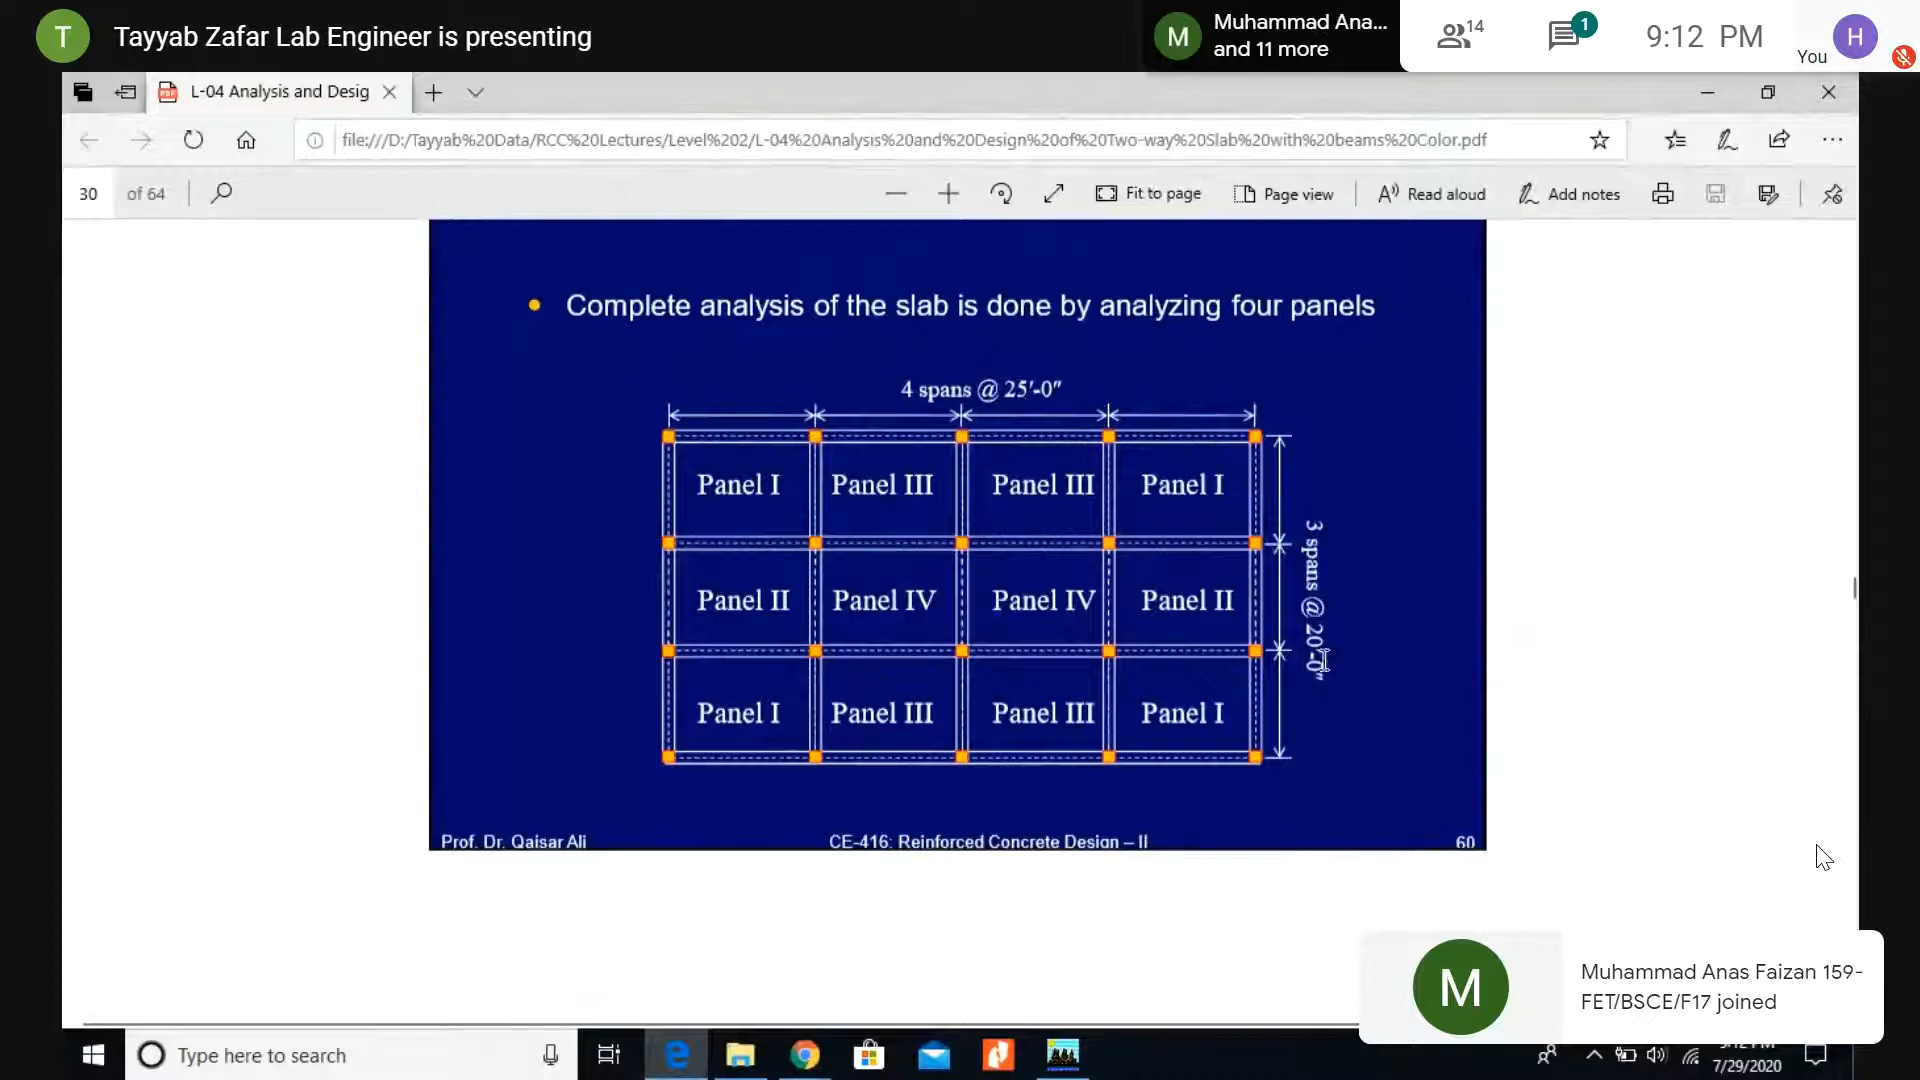 T
Tayyab Zafar Lab Engineer is presenting
M
Muhammad Ana...
and 11 more
14
1
9:12 PM
You
H
L-04 Analysis and Desig
file:///D:/Tayyab%20Data/RCC%20Lectures/Level%202/L-04%20Analysis%20and%20Design%20of%20Two-way%20Slab%20with%20beams%20Color.pdf
30 of 64
Fit to page
Page view
Read aloud
Add notes
• Complete analysis of the slab is done by analyzing four panels
4 spans @ 25'-0"
Panel I Panel III Panel III Panel I
3 spans @ 20'-0"
Panel II Panel IV Panel IV Panel II
Panel I Panel III Panel III Panel I
Prof. Dr. Qaisar Ali
CE-416: Reinforced Concrete Design – II
60
M
Muhammad Anas Faizan 159-
FET/BSCE/F17 joined
Type here to search
7/29/2020